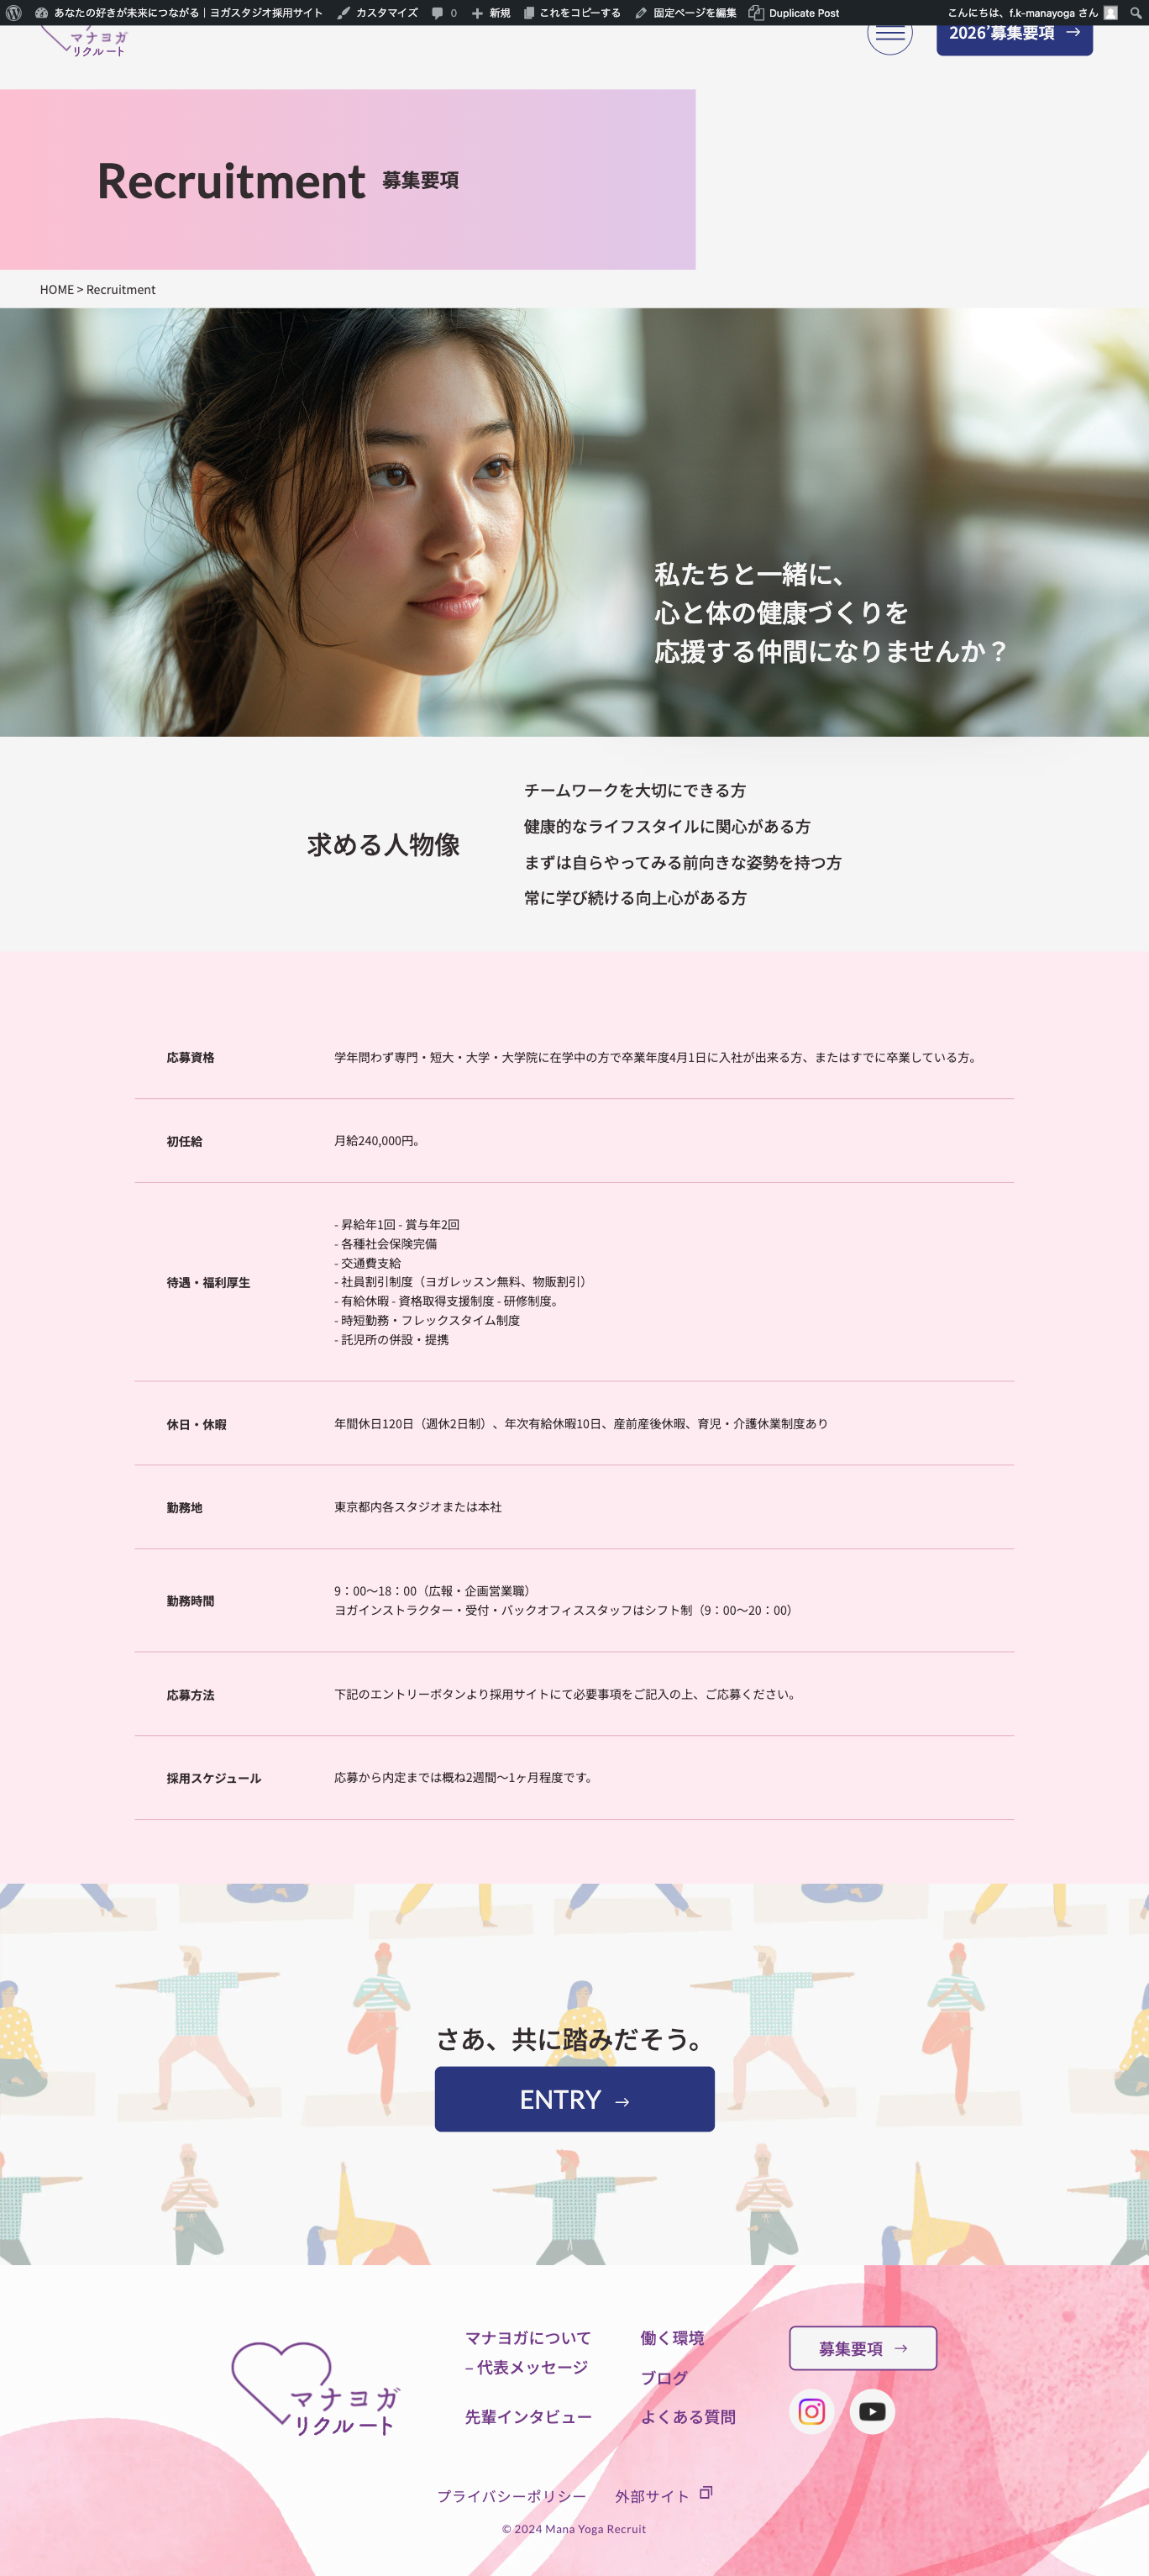 あなたの好きが未来につながる｜ヨガスタジオ採用サイト カスタマイズ 0 新規 これをコピーする 固定ページを編集 Duplicate Post こんにちは、f.k-manayoga さん
マナヨガ
リクルート
2026’募集要項 →
Recruitment 募集要項
HOME > Recruitment
私たちと一緒に、
心と体の健康づくりを
応援する仲間になりませんか？
求める人物像
チームワークを大切にできる方
健康的なライフスタイルに関心がある方
まずは自らやってみる前向きな姿勢を持つ方
常に学び続ける向上心がある方
応募資格 学年問わず専門・短大・大学・大学院に在学中の方で卒業年度4月1日に入社が出来る方、またはすでに卒業している方。
初任給 月給240,000円。
待遇・福利厚生
- 昇給年1回 - 賞与年2回
- 各種社会保険完備
- 交通費支給
- 社員割引制度（ヨガレッスン無料、物販割引）
- 有給休暇 - 資格取得支援制度 - 研修制度。
- 時短勤務・フレックスタイム制度
- 託児所の併設・提携
休日・休暇 年間休日120日（週休2日制）、年次有給休暇10日、産前産後休暇、育児・介護休業制度あり
勤務地 東京都内各スタジオまたは本社
勤務時間
9：00〜18：00（広報・企画営業職）
ヨガインストラクター・受付・バックオフィススタッフはシフト制（9：00〜20：00）
応募方法 下記のエントリーボタンより採用サイトにて必要事項をご記入の上、ご応募ください。
採用スケジュール 応募から内定までは概ね2週間〜1ヶ月程度です。
さあ、共に踏みだそう。
ENTRY →
マナヨガ
リクルート
マナヨガについて
– 代表メッセージ
先輩インタビュー
働く環境
ブログ
よくある質問
募集要項 →
プライバシーポリシー 外部サイト
© 2024 Mana Yoga Recruit